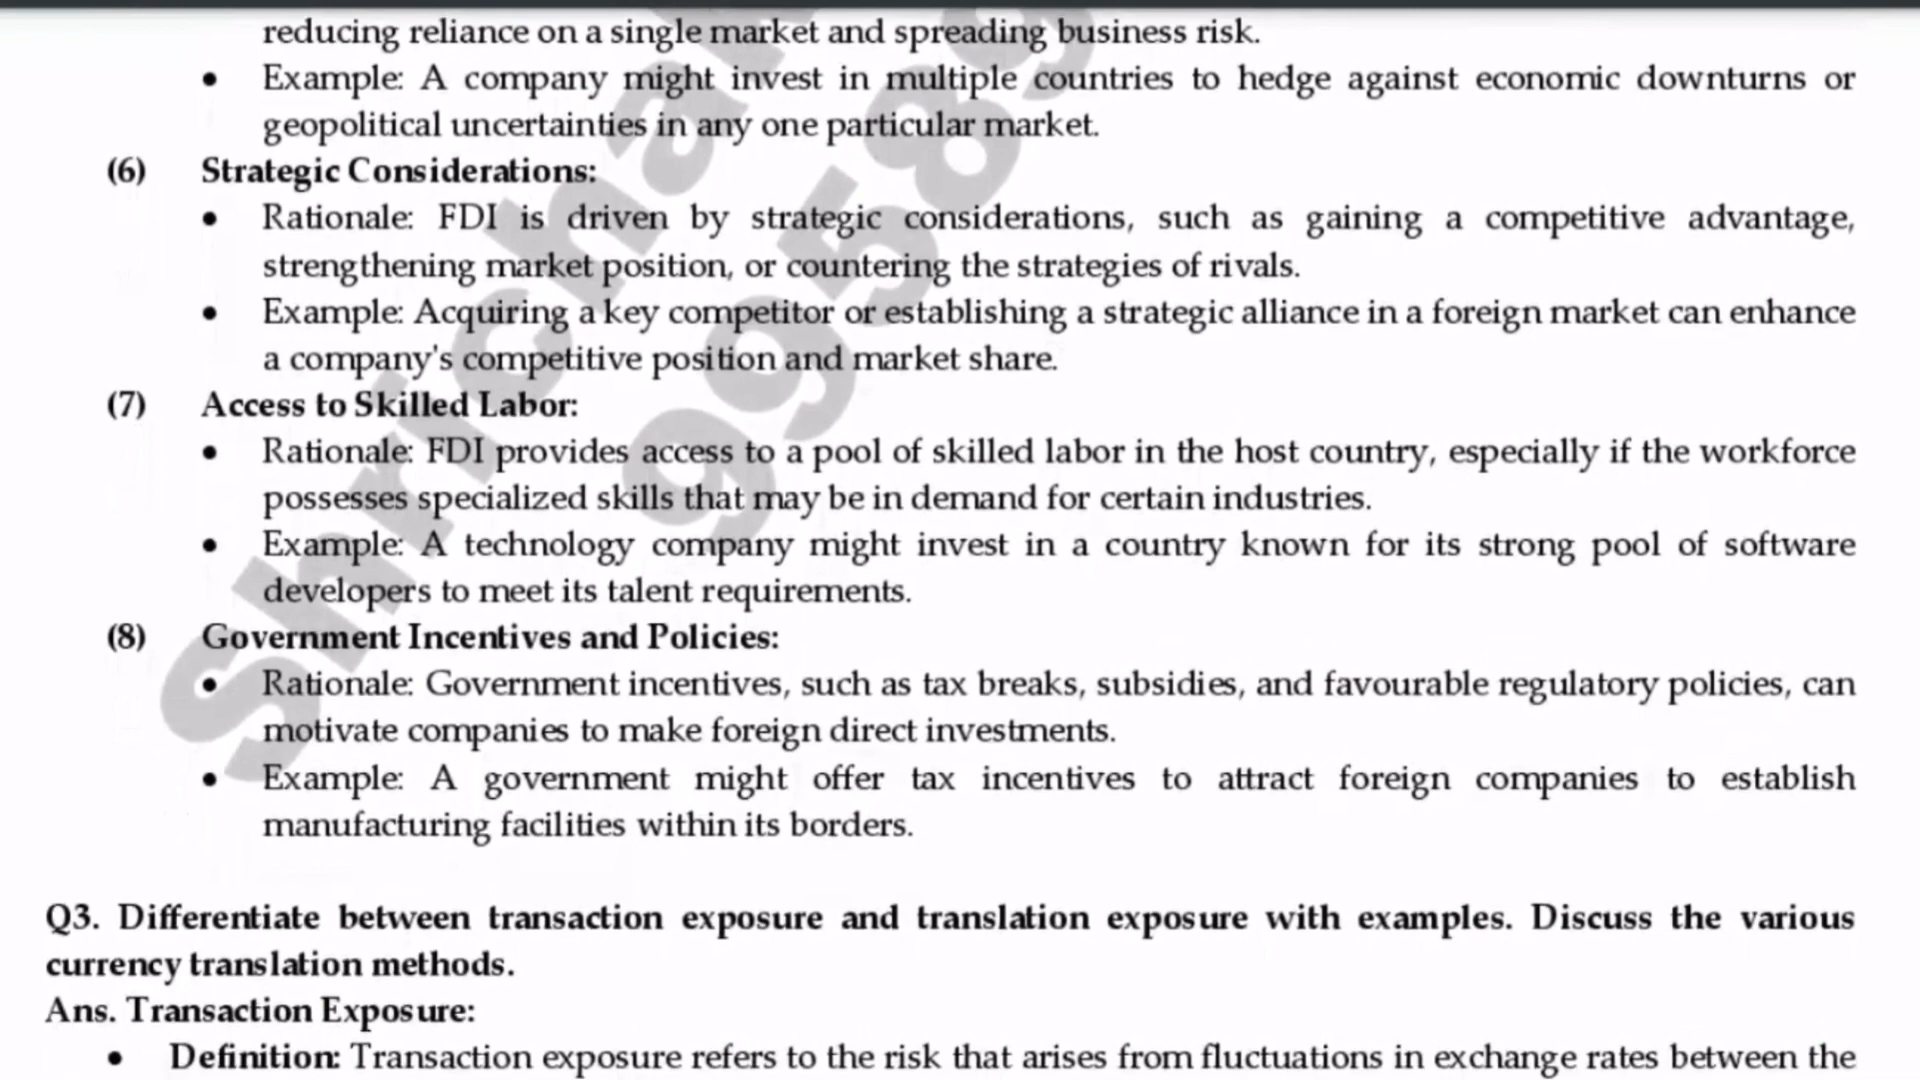 reducing reliance on a single market and spreading business risk.
• Example: A company might invest in multiple countries to hedge against economic downturns or
geopolitical uncertainties in any one particular market.
(6) Strategic Considerations:
• Rationale: FDI is driven by strategic considerations, such as gaining a competitive advantage,
strengthening market position, or countering the strategies of rivals.
• Example: Acquiring a key competitor or establishing a strategic alliance in a foreign market can enhance
a company's competitive position and market share.
(7) Access to Skilled Labor:
• Rationale: FDI provides access to a pool of skilled labor in the host country, especially if the workforce
possesses specialized skills that may be in demand for certain industries.
• Example: A technology company might invest in a country known for its strong pool of software
developers to meet its talent requirements.
(8) Government Incentives and Policies:
• Rationale: Government incentives, such as tax breaks, subsidies, and favourable regulatory policies, can
motivate companies to make foreign direct investments.
• Example: A government might offer tax incentives to attract foreign companies to establish
manufacturing facilities within its borders.
Q3. Differentiate between transaction exposure and translation exposure with examples. Discuss the various
currency translation methods.
Ans. Transaction Exposure:
• Definition: Transaction exposure refers to the risk that arises from fluctuations in exchange rates between the